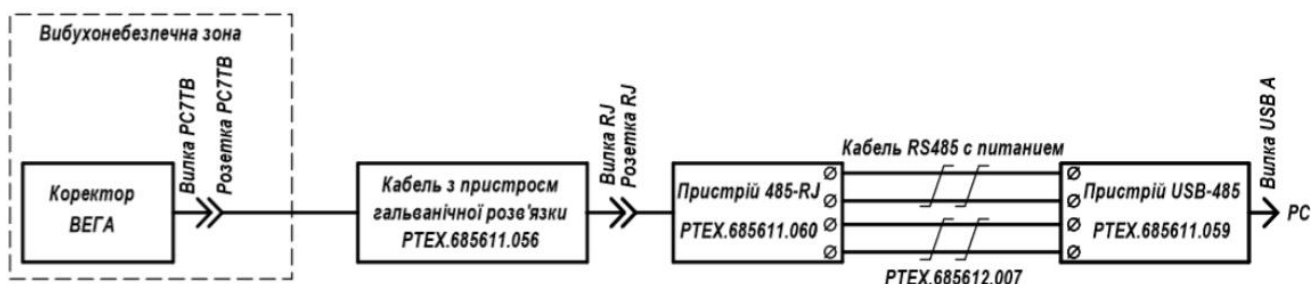 Вибухонебезпечна зона
Вилка РС7ТВ
Розетка РС7ТВ
Коректор
ВЕГА
Кабель з пристроєм
гальванічної розв'язки
РТЕХ.685611.056
Вилка RJ
Розетка RJ
Пристрій 485-RJ
РТЕХ.685611.060
Кабель RS485 с питанием
РТЕХ.685612.007
Пристрій USB-485
РТЕХ.685611.059
Вилка USB A
РС